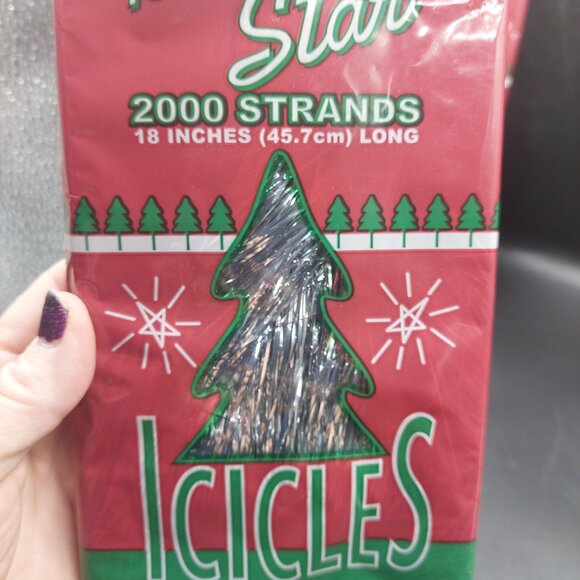 Star
2000 STRANDS
18 INCHES (45.7cm) LONG
ICICLES